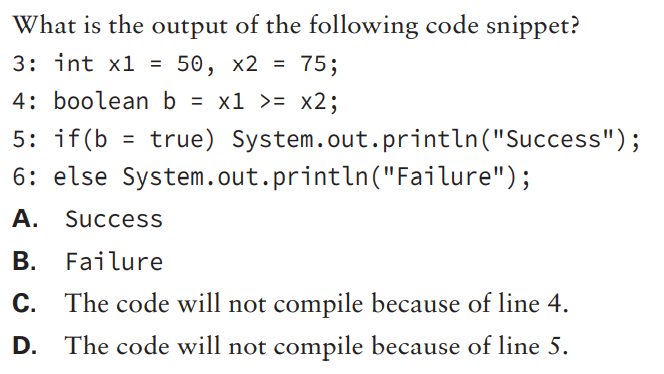 What is the output of the following code snippet?
3: int x1 = 50, x2 = 75;
4: boolean b = x1 >= x2;
5: if(b = true) System.out.println("Success");
6: else System.out.println("Failure");
A. Success
B. Failure
C. The code will not compile because of line 4.
D. The code will not compile because of line 5.